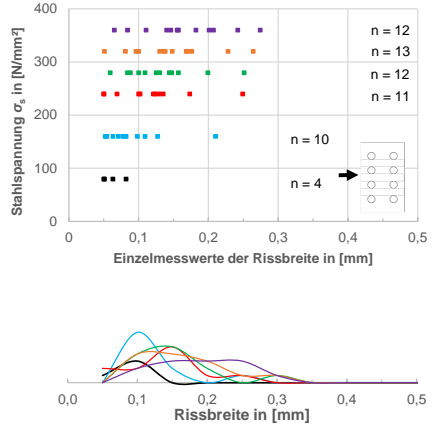 400
300
200
100
0
Stahlspannung σs in [N/mm²]
n = 12
n = 13
n = 12
n = 11
n = 10
n = 4
0 0,1 0,2 0,3 0,4 0,5
Einzelmesswerte der Rissbreite in [mm]
0,0 0,1 0,2 0,3 0,4 0,5
Rissbreite in [mm]